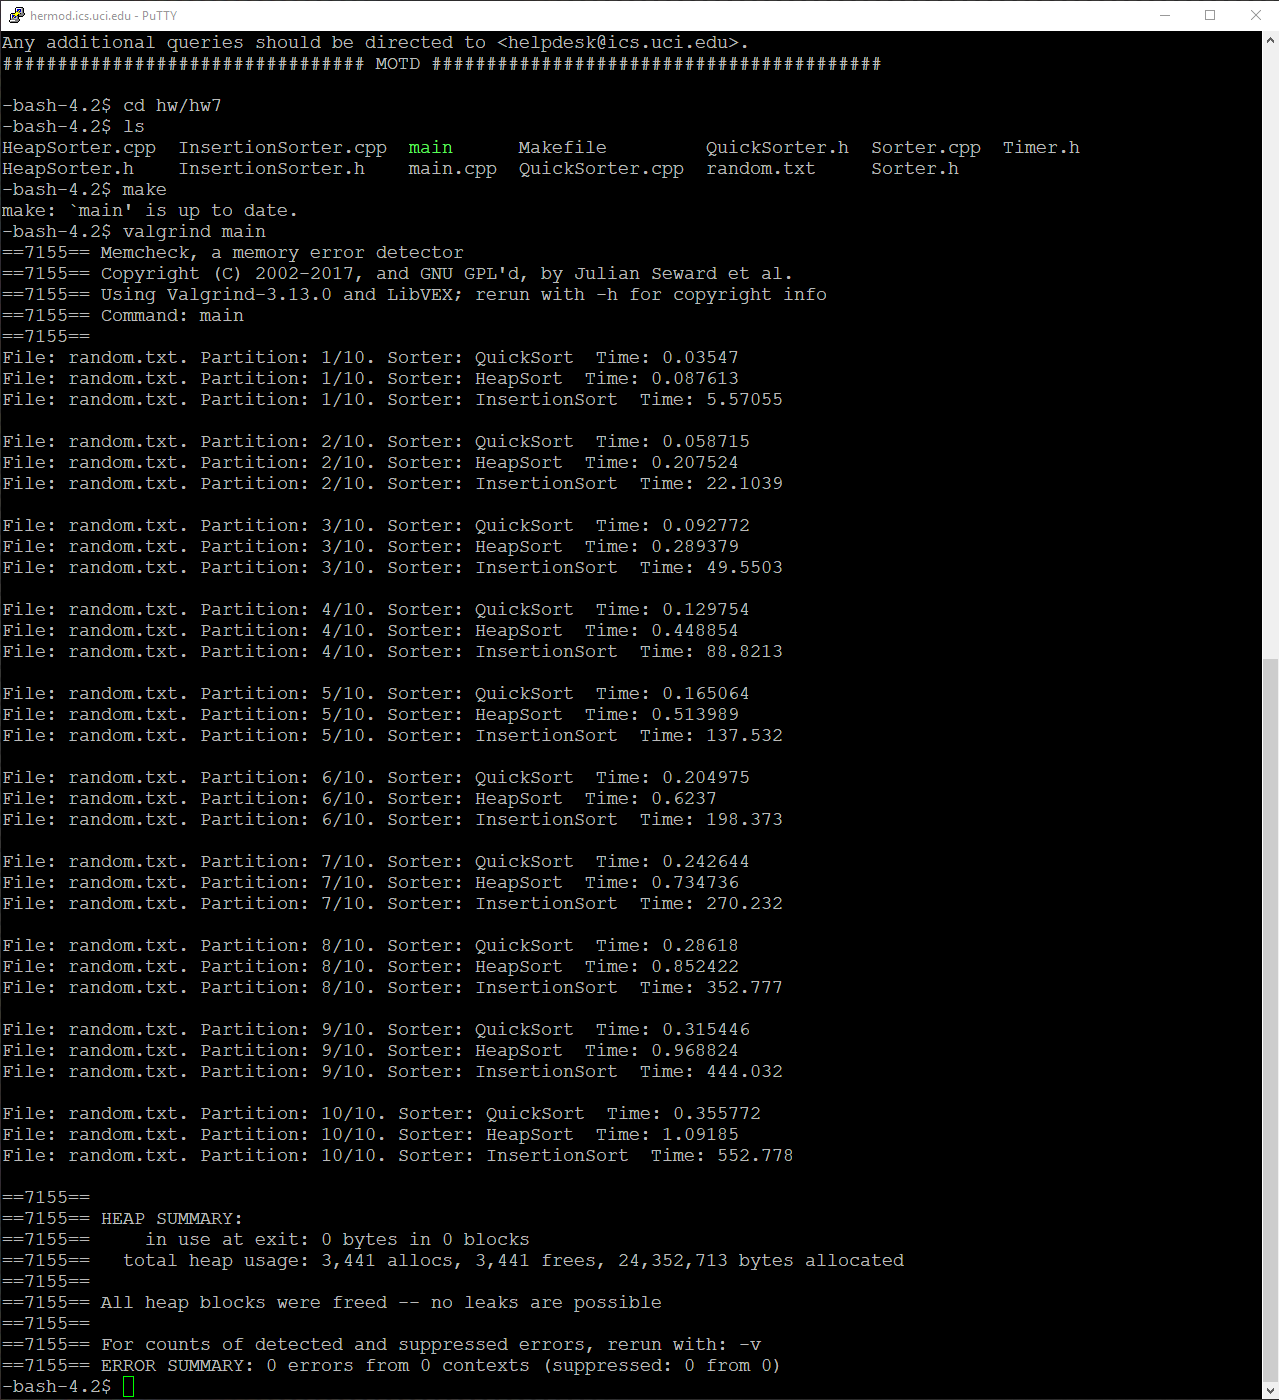 hermod.ics.uci.edu - PuTTY
Any additional queries should be directed to <helpdesk@ics.uci.edu>.
################################# MOTD #########################################
-bash-4.2$ cd hw/hw7
-bash-4.2$ ls
HeapSorter.cpp  InsertionSorter.cpp  main      Makefile         QuickSorter.h  Sorter.cpp  Timer.h
HeapSorter.h    InsertionSorter.h    main.cpp  QuickSorter.cpp  random.txt     Sorter.h
-bash-4.2$ make
make: `main' is up to date.
-bash-4.2$ valgrind main
==7155== Memcheck, a memory error detector
==7155== Copyright (C) 2002-2017, and GNU GPL'd, by Julian Seward et al.
==7155== Using Valgrind-3.13.0 and LibVEX; rerun with -h for copyright info
==7155== Command: main
==7155==
File: random.txt. Partition: 1/10. Sorter: QuickSort  Time: 0.03547
File: random.txt. Partition: 1/10. Sorter: HeapSort  Time: 0.087613
File: random.txt. Partition: 1/10. Sorter: InsertionSort  Time: 5.57055
File: random.txt. Partition: 2/10. Sorter: QuickSort  Time: 0.058715
File: random.txt. Partition: 2/10. Sorter: HeapSort  Time: 0.207524
File: random.txt. Partition: 2/10. Sorter: InsertionSort  Time: 22.1039
File: random.txt. Partition: 3/10. Sorter: QuickSort  Time: 0.092772
File: random.txt. Partition: 3/10. Sorter: HeapSort  Time: 0.289379
File: random.txt. Partition: 3/10. Sorter: InsertionSort  Time: 49.5503
File: random.txt. Partition: 4/10. Sorter: QuickSort  Time: 0.129754
File: random.txt. Partition: 4/10. Sorter: HeapSort  Time: 0.448854
File: random.txt. Partition: 4/10. Sorter: InsertionSort  Time: 88.8213
File: random.txt. Partition: 5/10. Sorter: QuickSort  Time: 0.165064
File: random.txt. Partition: 5/10. Sorter: HeapSort  Time: 0.513989
File: random.txt. Partition: 5/10. Sorter: InsertionSort  Time: 137.532
File: random.txt. Partition: 6/10. Sorter: QuickSort  Time: 0.204975
File: random.txt. Partition: 6/10. Sorter: HeapSort  Time: 0.6237
File: random.txt. Partition: 6/10. Sorter: InsertionSort  Time: 198.373
File: random.txt. Partition: 7/10. Sorter: QuickSort  Time: 0.242644
File: random.txt. Partition: 7/10. Sorter: HeapSort  Time: 0.734736
File: random.txt. Partition: 7/10. Sorter: InsertionSort  Time: 270.232
File: random.txt. Partition: 8/10. Sorter: QuickSort  Time: 0.28618
File: random.txt. Partition: 8/10. Sorter: HeapSort  Time: 0.852422
File: random.txt. Partition: 8/10. Sorter: InsertionSort  Time: 352.777
File: random.txt. Partition: 9/10. Sorter: QuickSort  Time: 0.315446
File: random.txt. Partition: 9/10. Sorter: HeapSort  Time: 0.968824
File: random.txt. Partition: 9/10. Sorter: InsertionSort  Time: 444.032
File: random.txt. Partition: 10/10. Sorter: QuickSort  Time: 0.355772
File: random.txt. Partition: 10/10. Sorter: HeapSort  Time: 1.09185
File: random.txt. Partition: 10/10. Sorter: InsertionSort  Time: 552.778
==7155==
==7155== HEAP SUMMARY:
==7155==     in use at exit: 0 bytes in 0 blocks
==7155==   total heap usage: 3,441 allocs, 3,441 frees, 24,352,713 bytes allocated
==7155==
==7155== All heap blocks were freed -- no leaks are possible
==7155==
==7155== For counts of detected and suppressed errors, rerun with: -v
==7155== ERROR SUMMARY: 0 errors from 0 contexts (suppressed: 0 from 0)
-bash-4.2$